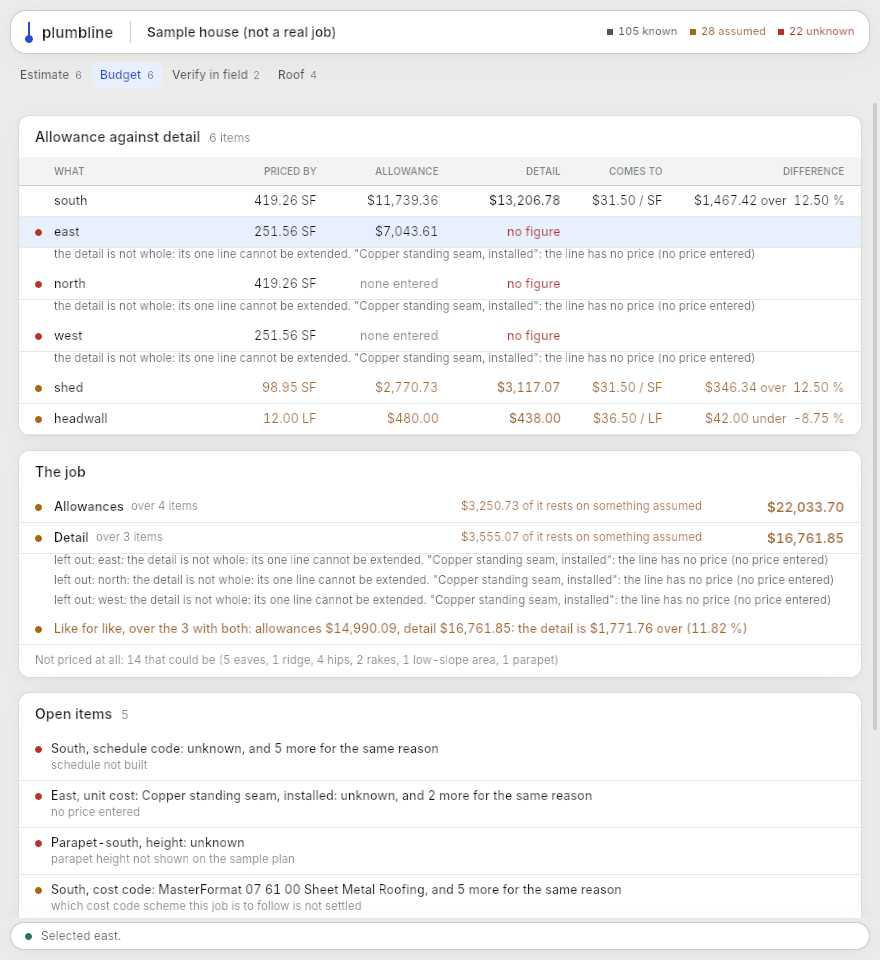 plumbline
Sample house (not a real job)
105 known 28 assumed 22 unknown
Estimate 6 Budget 6 Verify in field 2 Roof 4
Allowance against detail 6 items
WHAT PRICED BY ALLOWANCE DETAIL COMES TO DIFFERENCE
south 419.26 SF $11,739.36 $13,206.78 $31.50 / SF $1,467.42 over 12.50 %
east 251.56 SF $7,043.61 no figure
the detail is not whole: its one line cannot be extended. "Copper standing seam, installed": the line has no price (no price entered)
north 419.26 SF none entered no figure
the detail is not whole: its one line cannot be extended. "Copper standing seam, installed": the line has no price (no price entered)
west 251.56 SF none entered no figure
the detail is not whole: its one line cannot be extended. "Copper standing seam, installed": the line has no price (no price entered)
shed 98.95 SF $2,770.73 $3,117.07 $31.50 / SF $346.34 over 12.50 %
headwall 12.00 LF $480.00 $438.00 $36.50 / LF $42.00 under -8.75 %
The job
Allowances over 4 items $3,250.73 of it rests on something assumed $22,033.70
Detail over 3 items $3,555.07 of it rests on something assumed $16,761.85
left out: east: the detail is not whole: its one line cannot be extended. "Copper standing seam, installed": the line has no price (no price entered)
left out: north: the detail is not whole: its one line cannot be extended. "Copper standing seam, installed": the line has no price (no price entered)
left out: west: the detail is not whole: its one line cannot be extended. "Copper standing seam, installed": the line has no price (no price entered)
Like for like, over the 3 with both: allowances $14,990.09, detail $16,761.85: the detail is $1,771.76 over (11.82 %)
Not priced at all: 14 that could be (5 eaves, 1 ridge, 4 hips, 2 rakes, 1 low-slope area, 1 parapet)
Open items 5
South, schedule code: unknown, and 5 more for the same reason
schedule not built
East, unit cost: Copper standing seam, installed: unknown, and 2 more for the same reason
no price entered
Parapet-south, height: unknown
parapet height not shown on the sample plan
South, cost code: MasterFormat 07 61 00 Sheet Metal Roofing, and 5 more for the same reason
which cost code scheme this job is to follow is not settled
Selected east.